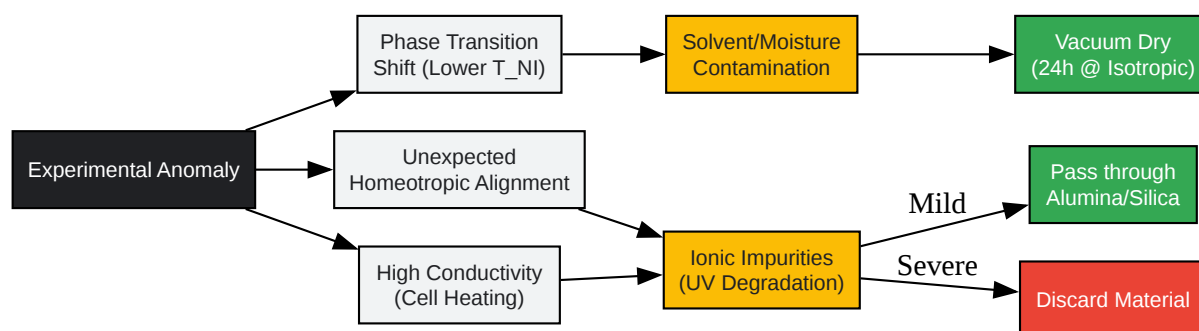 Phase Transition
Shift (Lower T_NI)
Solvent/Moisture
Contamination
Vacuum Dry
(24h @ Isotropic)
Experimental Anomaly
Unexpected
Homeotropic Alignment
Pass through
Alumina/Silica
Mild
High Conductivity
(Cell Heating)
Ionic Impurities
(UV Degradation)
Severe
Discard Material